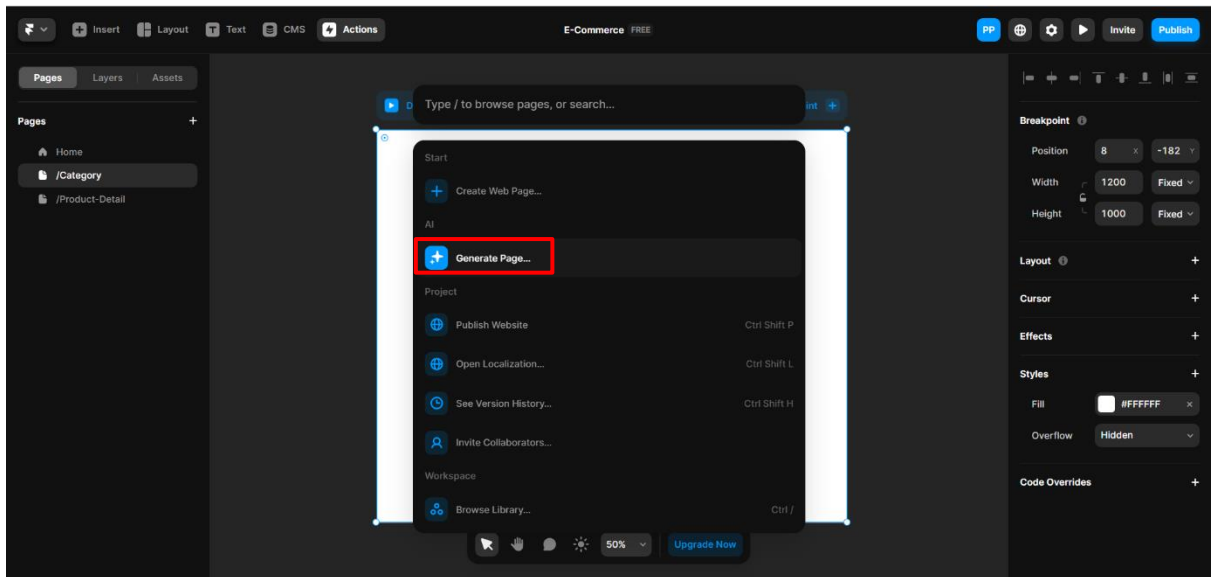 Insert Layout Text CMS Actions E-Commerce FREE PP Invite Publish
Pages Layers Assets
Pages
Home
/Category
/Product-Detail
D
Type / to browse pages, or search...
int +
Start
Create Web Page...
AI
Generate Page...
Project
Publish Website Ctrl Shift P
Open Localization... Ctrl Shift L
See Version History... Ctrl Shift H
Invite Collaborators...
Workspace
Browse Library... Ctrl /
50% Upgrade Now
Breakpoint
Position 8 X -182 Y
Width 1200 Fixed
Height 1000 Fixed
Layout +
Cursor +
Effects +
Styles +
Fill #FFFFFF ×
Overflow Hidden
Code Overrides +